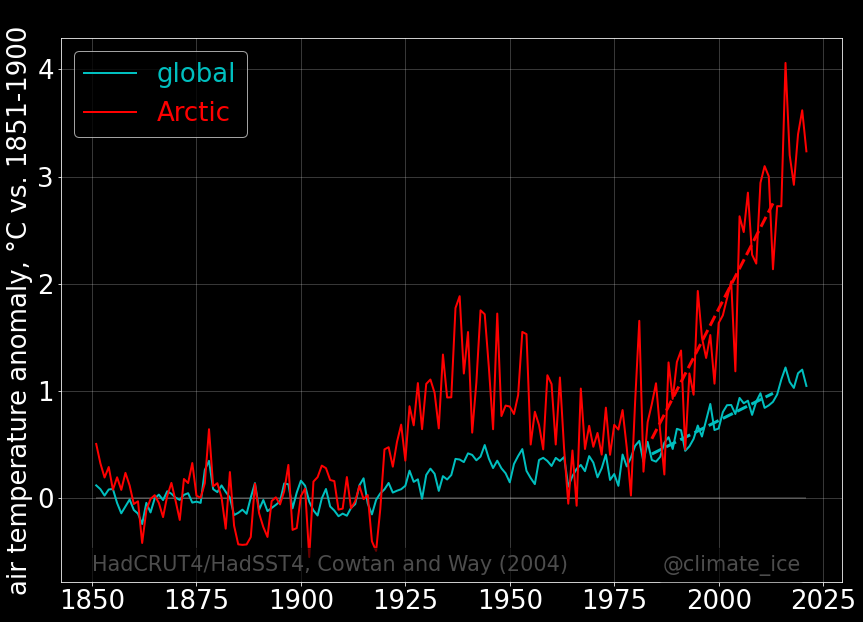 air temperature anomaly, °C vs. 1851-1900
global
Arctic
4
3
2
1
0
HadCRUT4/HadSST4, Cowtan and Way (2004)
@climate_ice
1850 1875 1900 1925 1950 1975 2000 2025